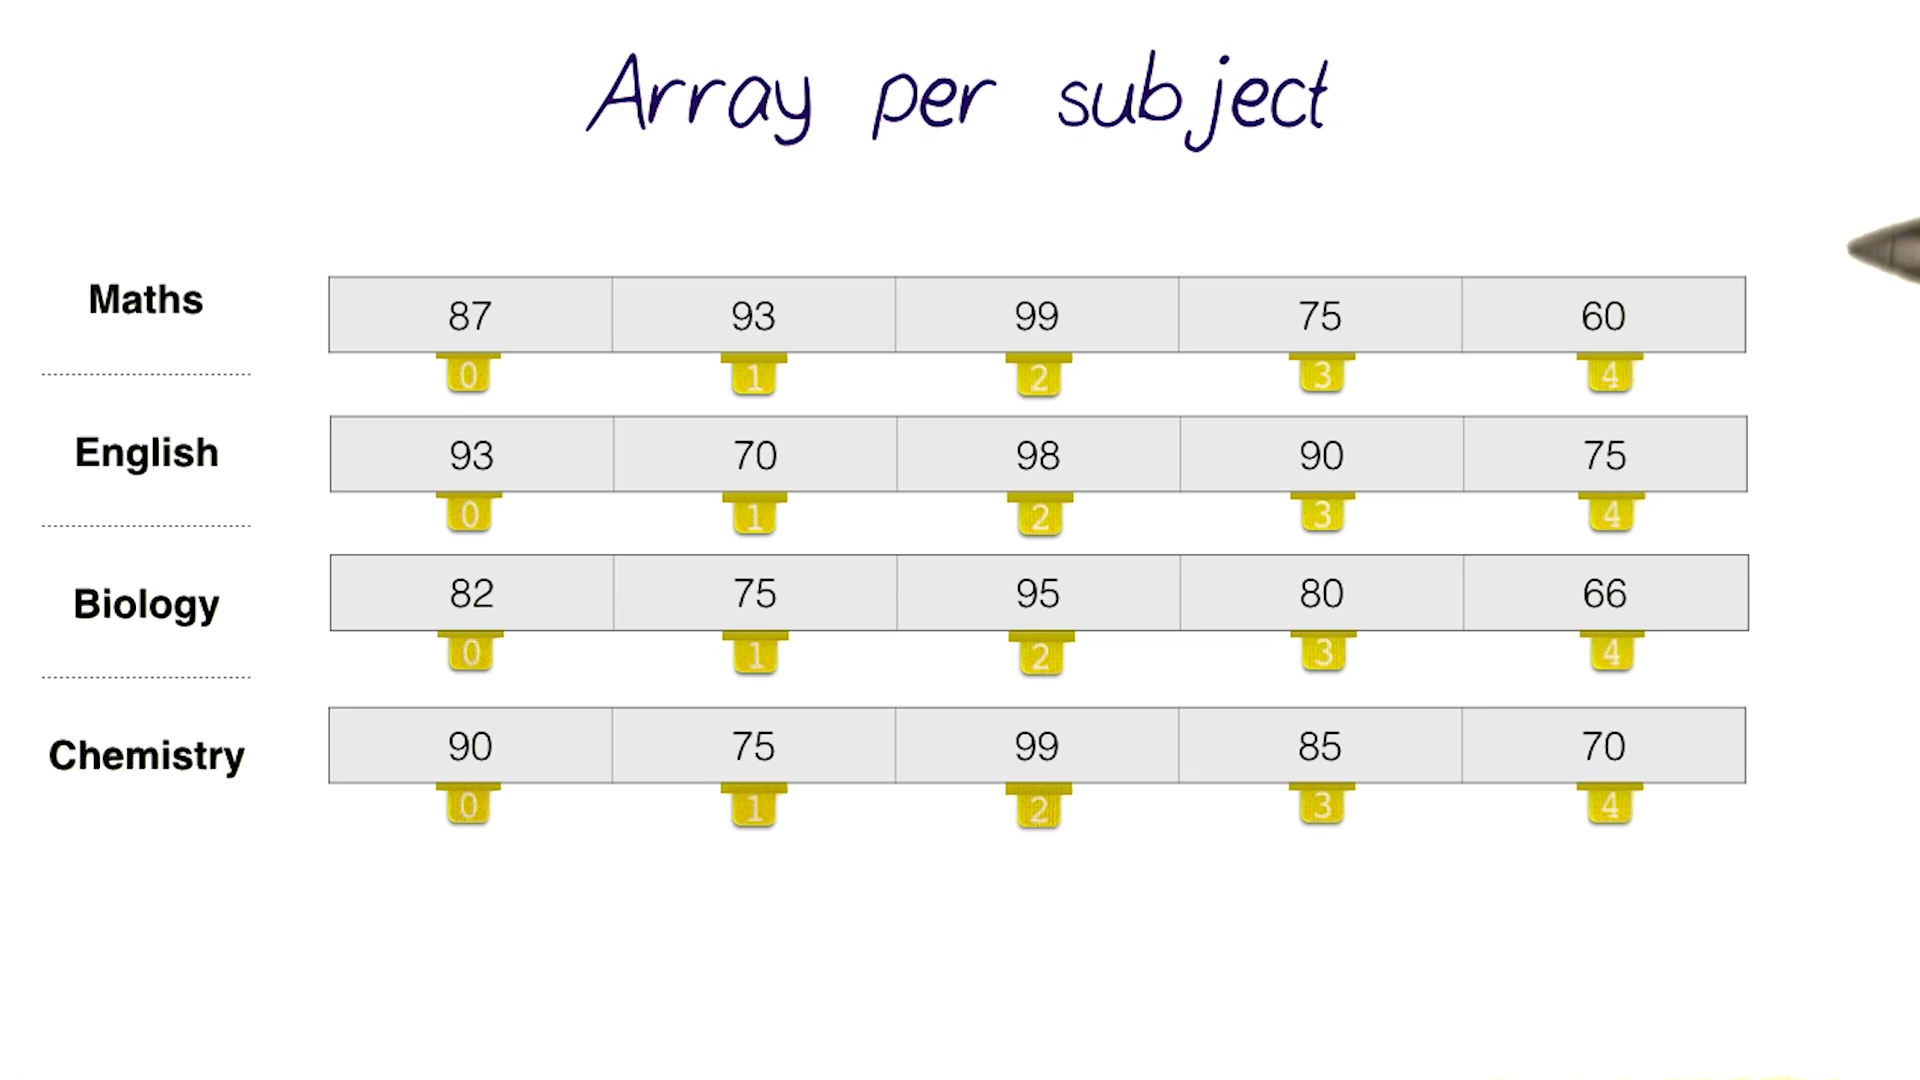 Array per subject
Maths 87 93 99 75 60
0 1 2 3 4
English 93 70 98 90 75
0 1 2 3 4
Biology 82 75 95 80 66
0 1 2 3 4
Chemistry 90 75 99 85 70
0 1 2 3 4